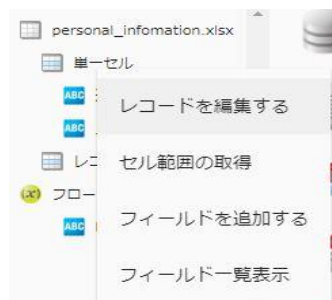 personal_infomation.xlsx
単一セル
ABC
レコードを編集する
ABC
レコ
セル範囲の取得
(x) フロー
ABC
フィールドを追加する
フィールド一覧表示